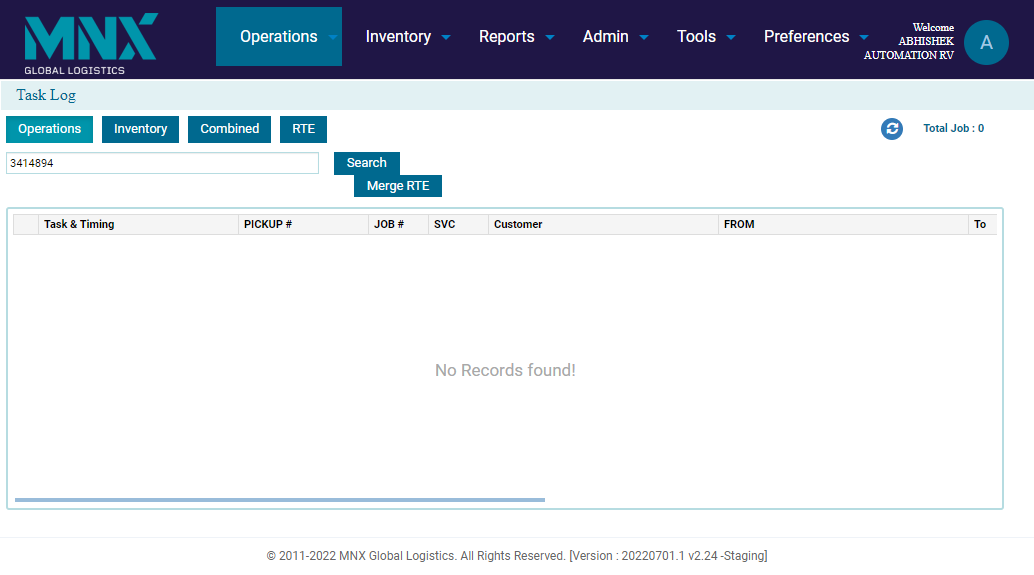 MNX
GLOBAL LOGISTICS
Operations Inventory Reports Admin Tools Preferences
Welcome
ABHISHEK
AUTOMATION RV
A
Task Log
Operations Inventory Combined RTE Total Job : 0
3414894 Search
Merge RTE
Task & Timing PICKUP # JOB # SVC Customer FROM To
No Records found!
© 2011-2022 MNX Global Logistics. All Rights Reserved. [Version : 20220701.1 v2.24 -Staging]